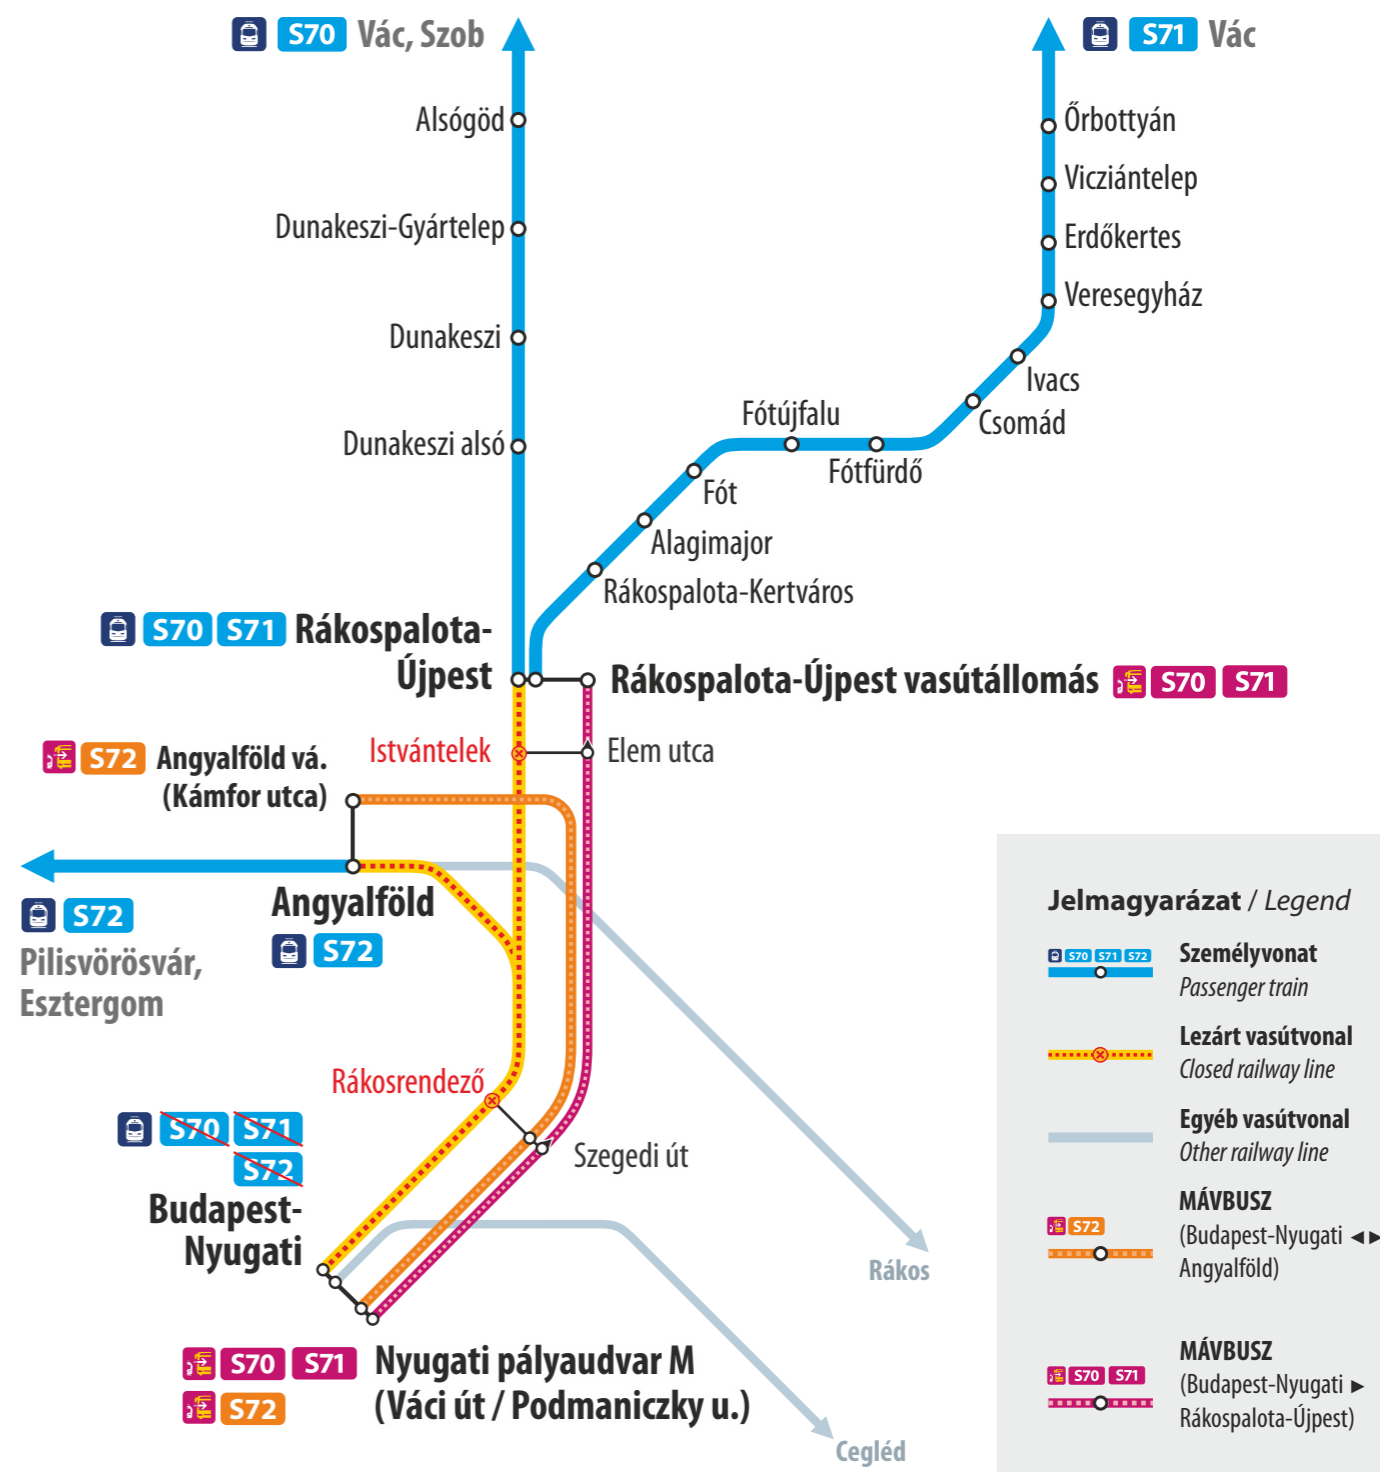 S70 Vác, Szob
S71 Vác
Alsógöd
Dunakeszi-Gyártelep
Dunakeszi
Dunakeszi alsó
Őrbottyán
Vicziántelep
Erdőkertes
Veresegyház
Ivacs
Csomád
Fótújfalu
Fótfürdő
Fót
Alagimajor
Rákospalota-Kertváros
S70 S71 Rákospalota-
Újpest
Rákospalota-Újpest vasútállomás S70 S71
Istvántelek
Elem utca
S72 Angyalföld vá.
(Kámfor utca)
Angyalföld
S72
S72
Pilisvörösvár,
Esztergom
Rákosrendező
Szegedi út
S70 S71
S72
Budapest-
Nyugati
Rákos
Cegléd
S70 S71 Nyugati pályaudvar M
S72 (Váci út / Podmaniczky u.)
Jelmagyarázat / Legend
S70 S71 S72 Személyvonat
Passenger train
Lezárt vasútvonal
Closed railway line
Egyéb vasútvonal
Other railway line
MÁVBUSZ
S72 (Budapest-Nyugati ◄►
Angyalföld)
MÁVBUSZ
S70 S71 (Budapest-Nyugati ►
Rákospalota-Újpest)